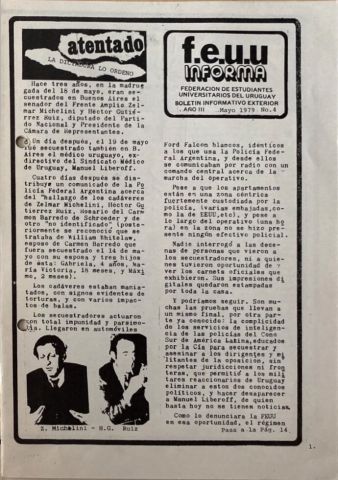 atentado
LA DICTADURA LO ORDENO
Hace tres años, en la madru
gada del 18 de mayo, eran se
cuestrados en Buenos Aires el
senador del Frente Amplio Zel-
mar Michelini y Héctor Gutié-
rrez Ruiz, diputado del Parti-
do Nacional y Presidente de la
Cámara de Representantes.
Un día después, el 19 de mayo
fué secuestrado también en B.
Aires el médico uruguayo, ex-
directivo del Sindicato Médico
de Uruguay, Manuel Liberoff.
Cuatro días después se dis-
tribuye un comunicado de la Po
licía Federal Argentina acerca
del "hallazgo de los cadáveres
de Zelmar Michelini, Héctor Gu
tierrez Ruiz, Rosario del Carmen
Barredo de Schroeder y de
otro "no identificado" poste-
riormente se reconoció que se
trataba de William Whitelaw,
esposo de Carmen Barredo que
fuera secuestrado el 14 de ma-
yo con su esposa y tres hijos
de ésta: Gabriela, 4 años, Ma-
ría Victoria, 18 meses, y Máxi
mo, 2 meses).
Los cadáveres estaban mania-
tados, con signos evidentes de
torturas, y con varios impac-
tos de balas.
Los secuestradores actuaron
con total impunidad y parsimo-
nia. Llegaron en automóviles
Z. Michelini - H.G. Ruiz
f.e.u.u
INFORMA
FEDERACION DE ESTUDIANTES
UNIVERSITARIOS DEL URUGUAY
BOLETIN INFORMATIVO EXTERIOR
AÑO III Mayo 1979 No.4
Ford Falcon blancos, idénticos
a los que usa la Policía Fede-
ral Argentina, y desde ellos
se comunicaban por radio con un
comando central acerca de la
marcha del operativo.
Pese a que los apartamentos
están en una zona céntrica
fuertemente custodiada por la
policía, (varias embajadas,co-
mo la de EEUU,etc), y pese a
lo largo del operativo (una ho
ra) en la zona no se hizo pre-
sente ningún efectivo policial.
Nadie interrogó a las dece-
nas de personas que vieron a
los secuestradores, ni a quie-
nes tuvieron oportunidad de
ver los carnets oficiales que
exhibieron. Sus impresiones di
gitales quedaron estampadas
por toda la casa.
Y podríamos seguir. Son mu-
chas las pruebas que llevan a
un mismo final, por otra par-
te ya conocido: la complicidad
de los servicios de inteligen-
cia de las policías del Cono
Sur de américa Latina,educados
por la Cia para secuestrar y
asesinar a los dirigentes y mi
litantes de la oposición, sin
respetar juridicciones ni fron
teras, que permitió a los mili
tares reaccionarios de Uruguay
eliminar a estos dos conocidos
políticos, y hacer desaparecer
a Manuel Liberoff, de quien
hasta hoy no se tienen noticias.
Como lo denunciara la FEUU
en esa oportunidad, el régimen
Pasa a la Pág. 14
1.